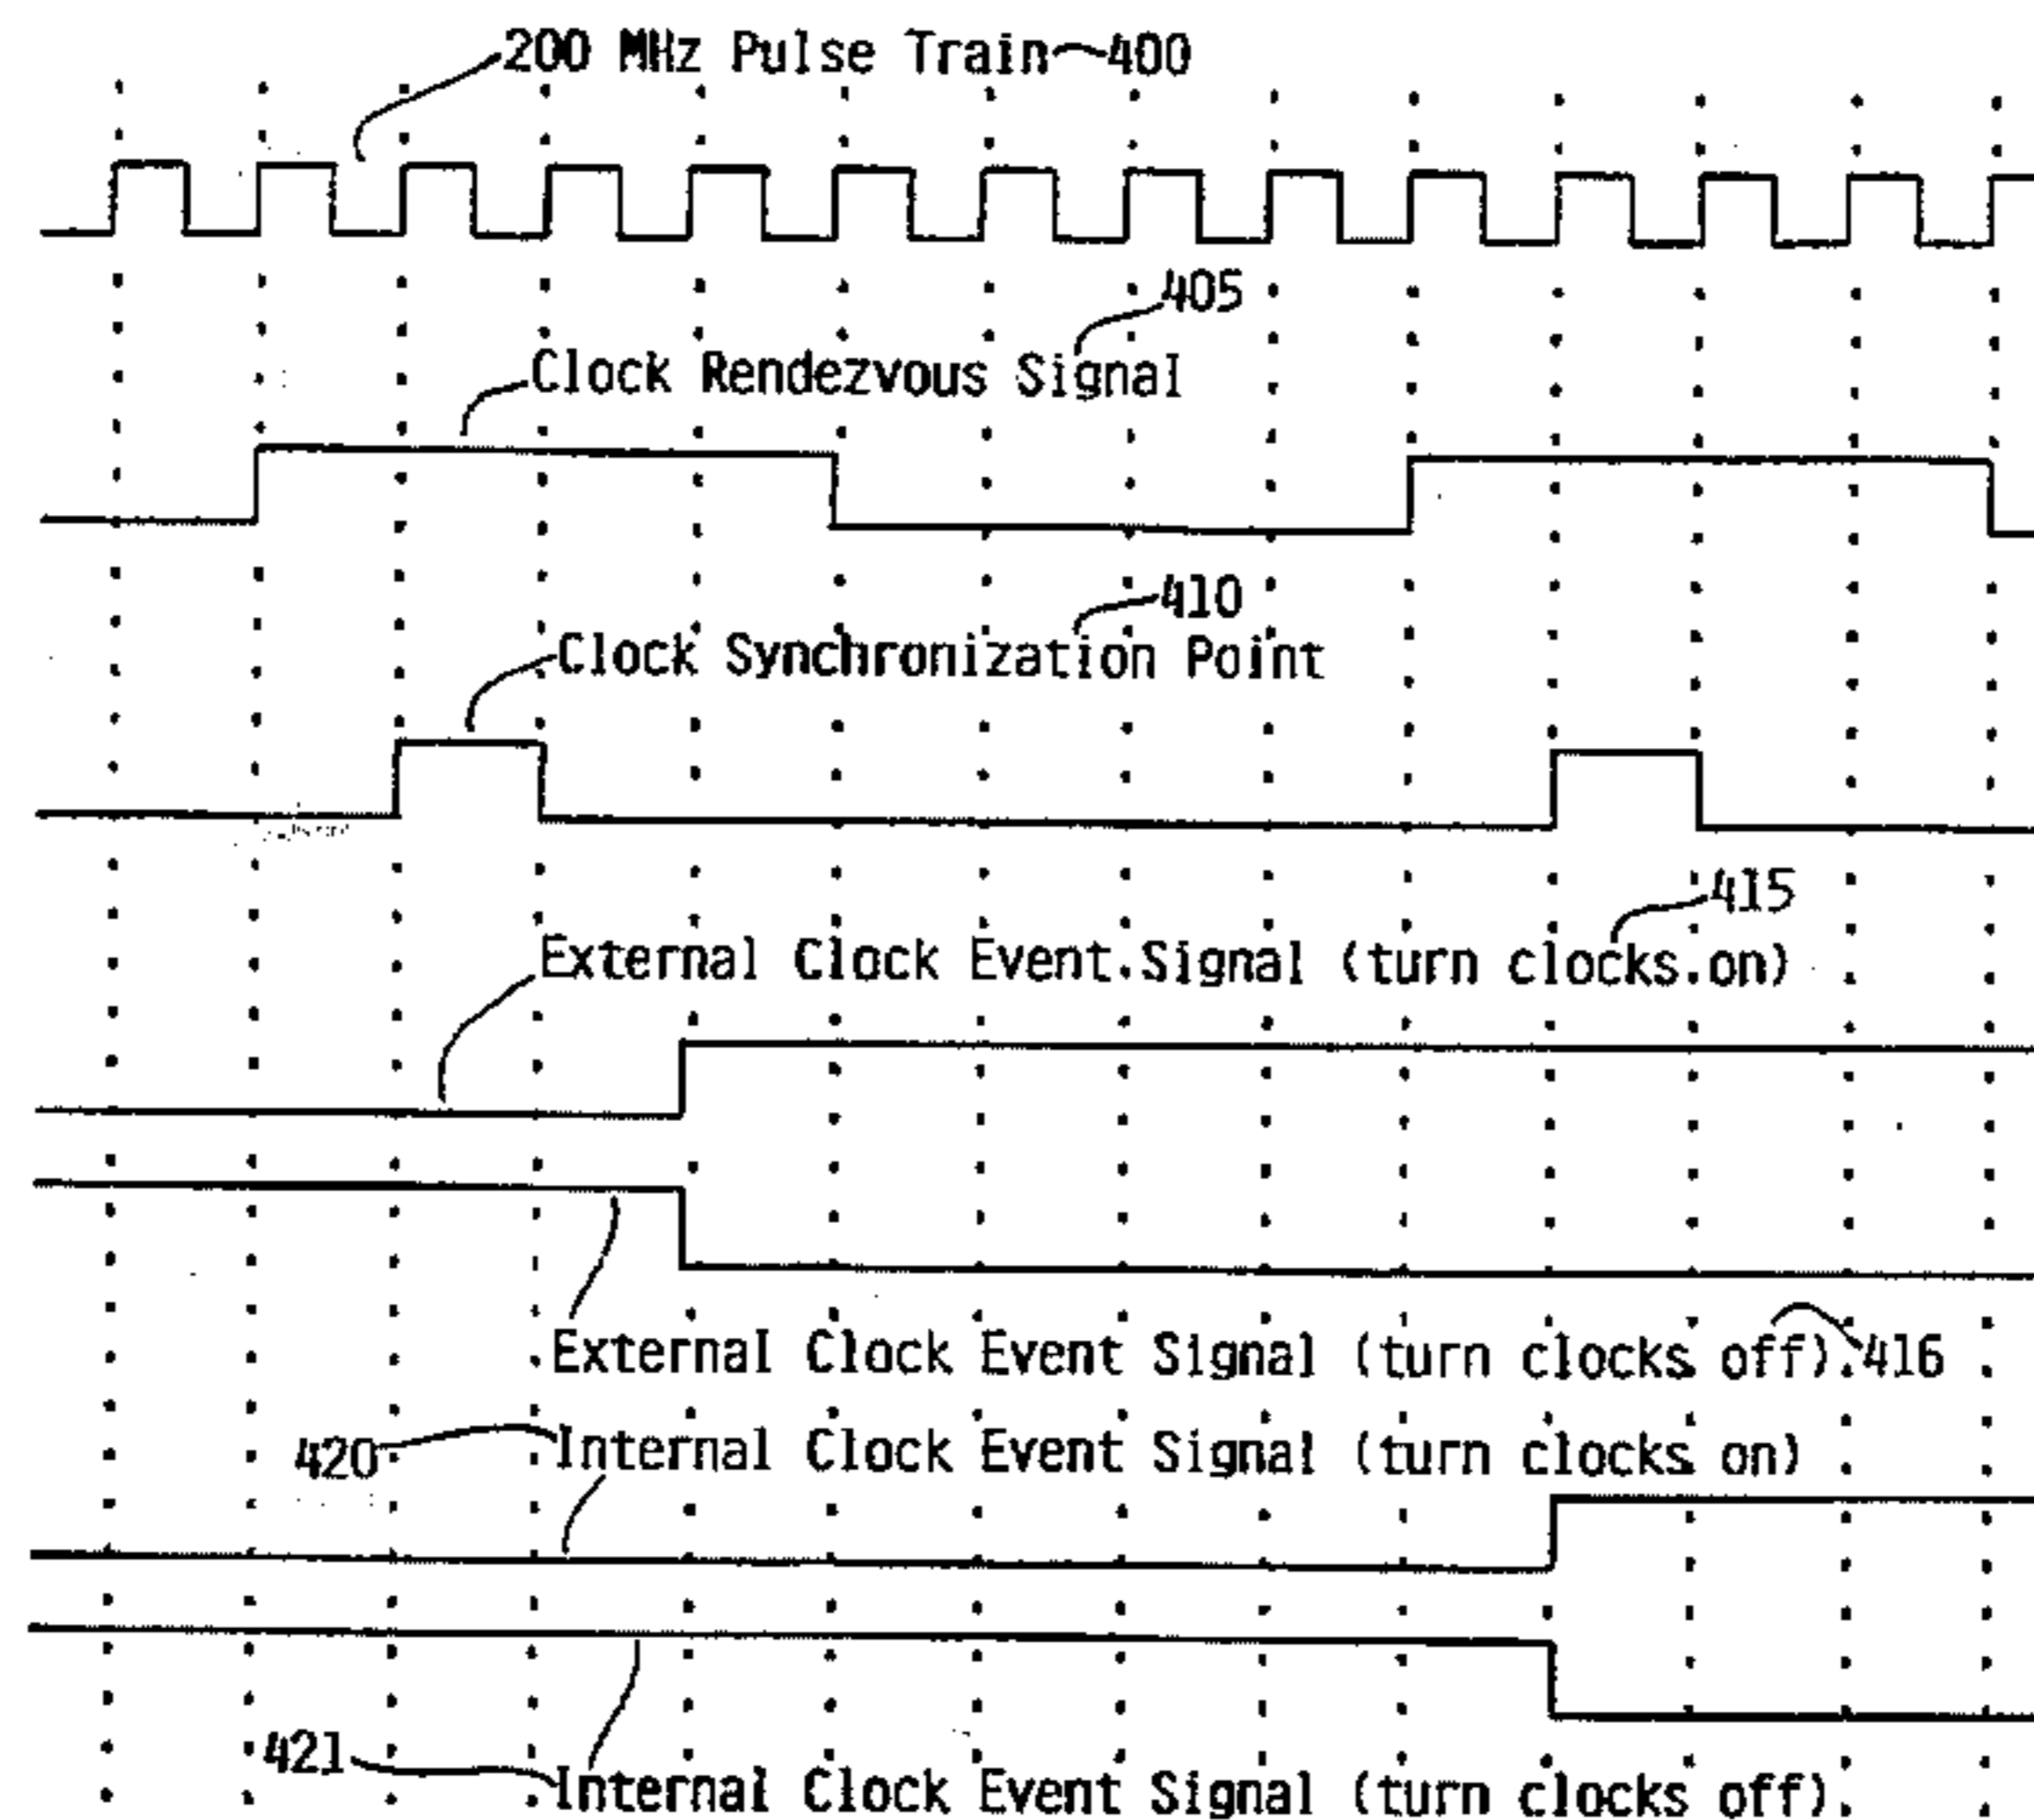 200 MHz Pulse Train 400
405
Clock Rendezvous Signal
410
Clock Synchronization Point
415
External Clock Event Signal (turn clocks on)
External Clock Event Signal (turn clocks off) 416
420 Internal Clock Event Signal (turn clocks on)
421
Internal Clock Event Signal (turn clocks off)